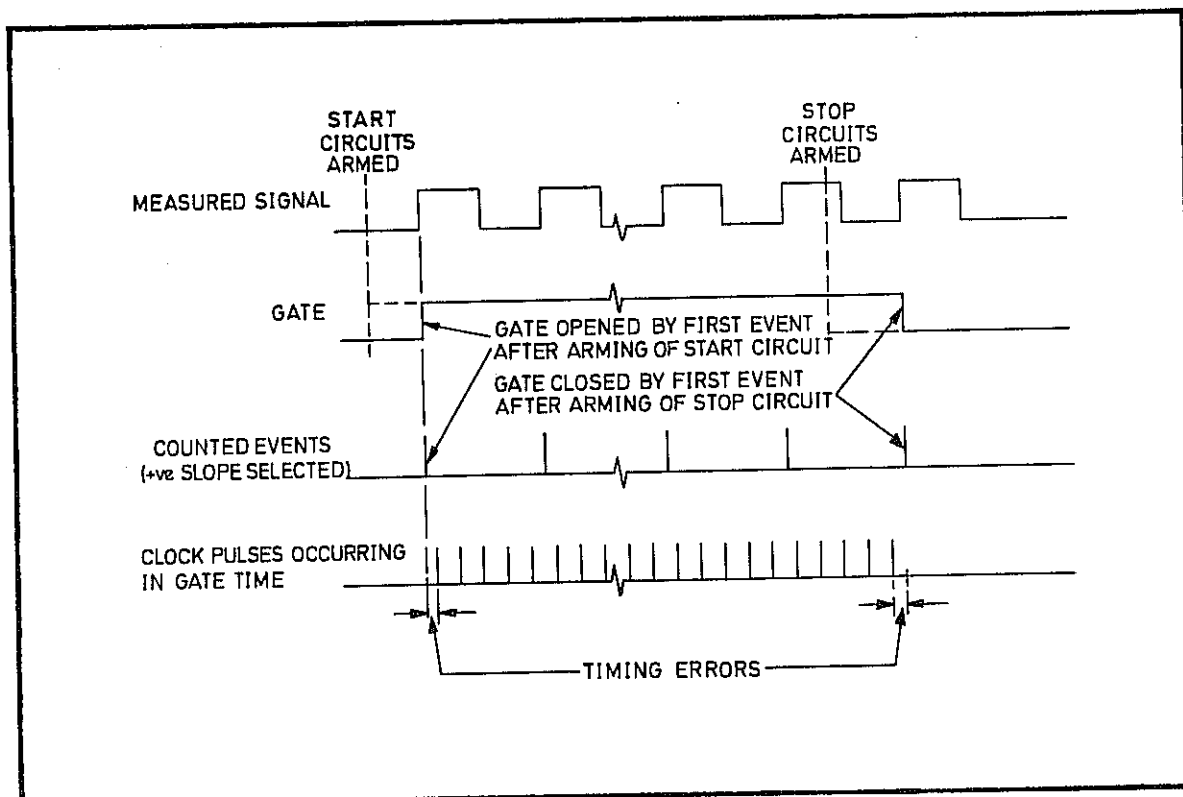 START
CIRCUITS
ARMED
STOP
CIRCUITS
ARMED
MEASURED SIGNAL
GATE
GATE OPENED BY FIRST EVENT
AFTER ARMING OF START CIRCUIT
GATE CLOSED BY FIRST EVENT
AFTER ARMING OF STOP CIRCUIT
COUNTED EVENTS
(+ve SLOPE SELECTED)
CLOCK PULSES OCCURRING
IN GATE TIME
TIMING ERRORS